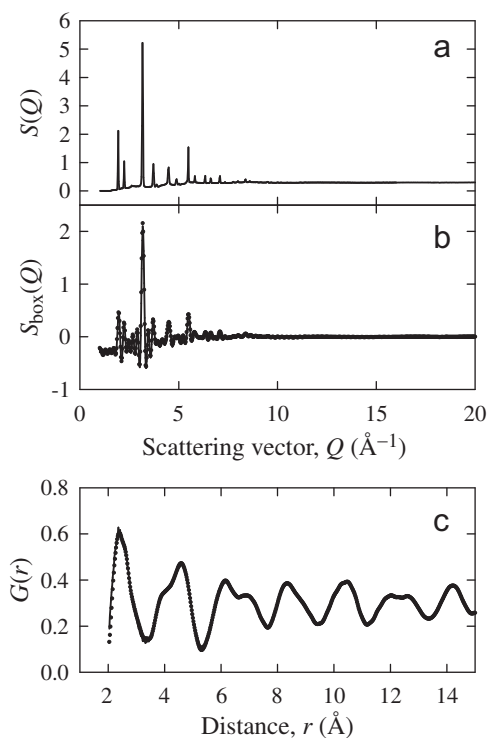 a
6
5
4
3
2
1
0
S(Q)
b
2
1
0
-1
S_box(Q)
0 5 10 15 20
Scattering vector, Q (Å⁻¹)
c
0.8
0.6
0.4
0.2
0.0
G(r)
2 4 6 8 10 12 14
Distance, r (Å)